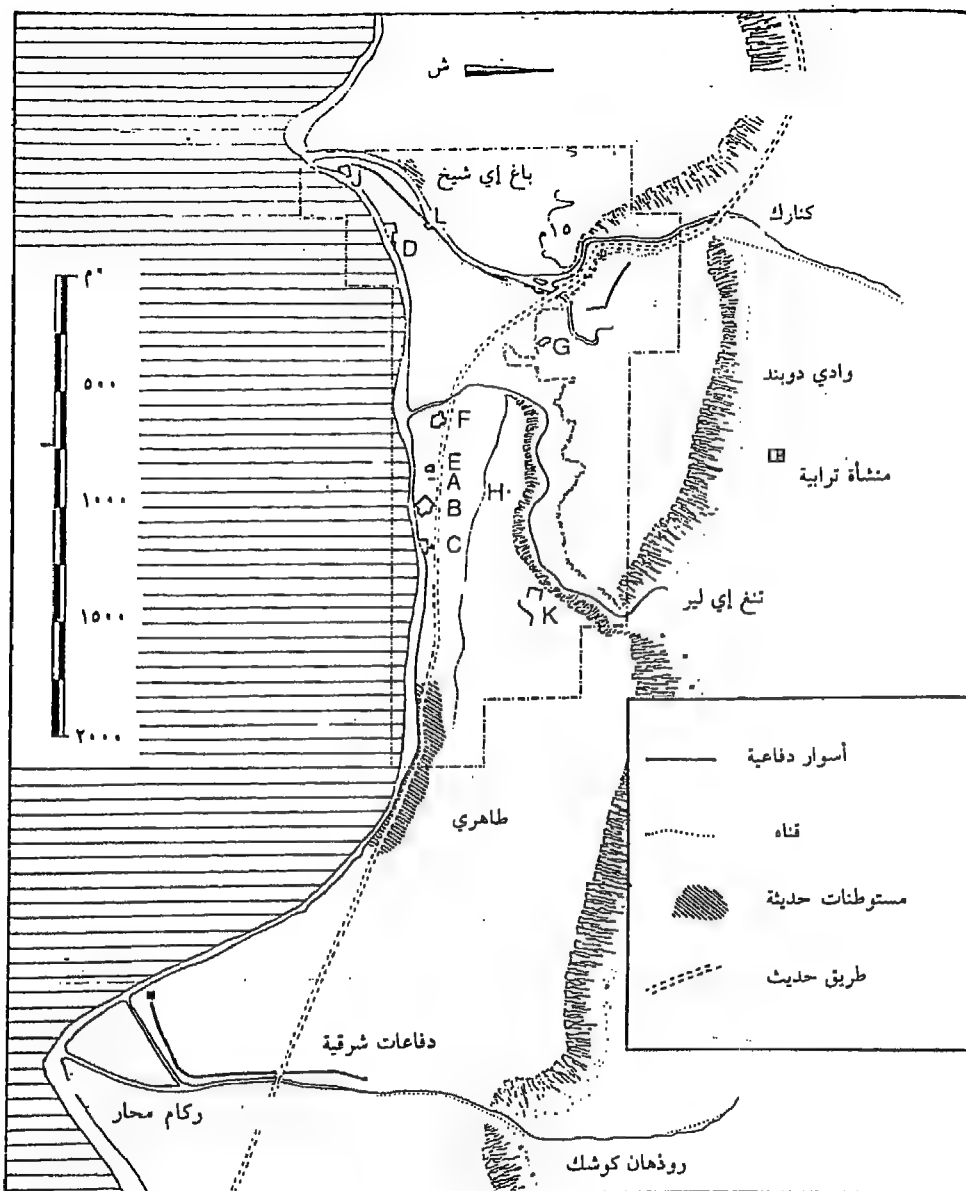 ش
باغ إي شيخ
كنارك
١٥م
L
J
D
٠م
G
٥٠٠
وادي دوبند
F
E
منشأة ترابية
A
H
١٠٠٠
B
C
تنغ إي لير
K
١٥٠٠
٢٠٠٠
أسوار دفاعية
طاهري
قناه
مستوطنات حديثة
طريق حديث
دفاعات شرقية
ركام محار
روذهان كوشك